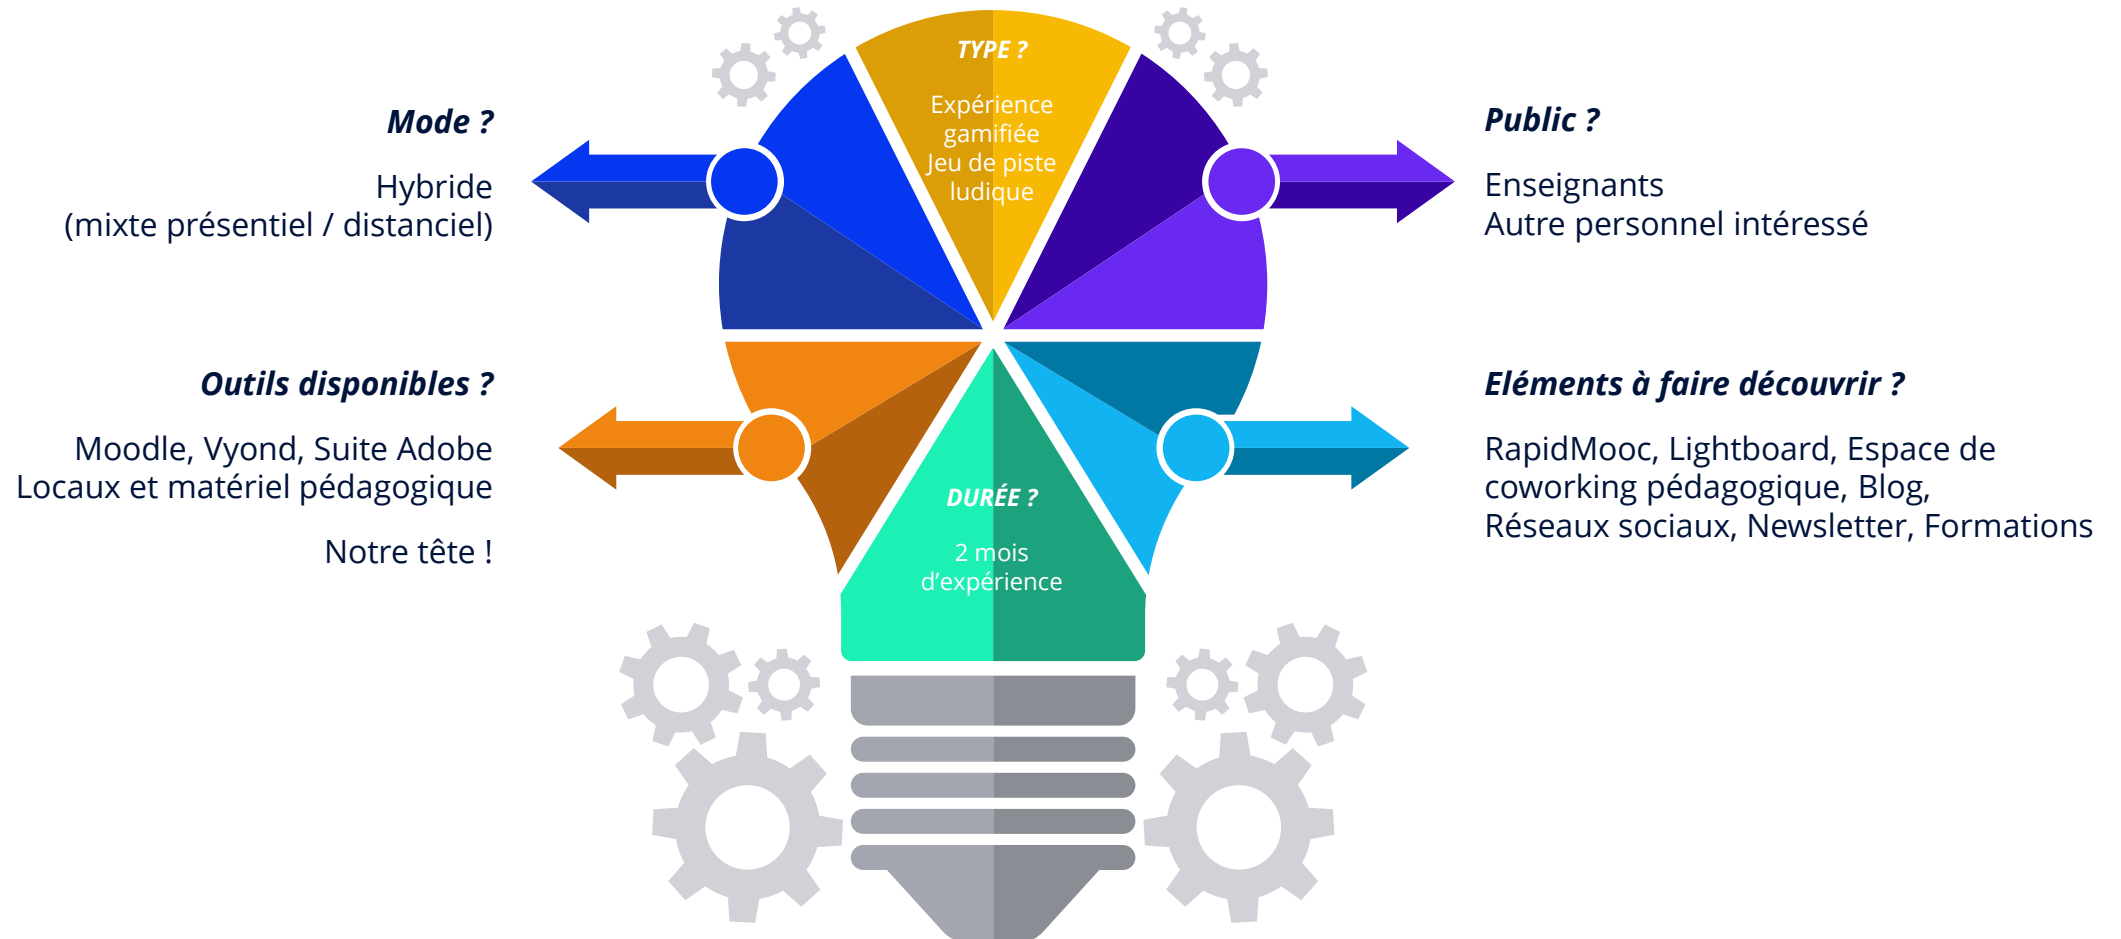 TYPE ?
Expérience
gamifiée
Jeu de piste
ludique
Mode ?
Hybride
(mixte présentiel / distanciel)
Public ?
Enseignants
Autre personnel intéressé
Outils disponibles ?
Moodle, Vyond, Suite Adobe
Locaux et matériel pédagogique
Notre tête !
Eléments à faire découvrir ?
RapidMooc, Lightboard, Espace de
coworking pédagogique, Blog,
Réseaux sociaux, Newsletter, Formations
DURÉE ?
2 mois
d’expérience